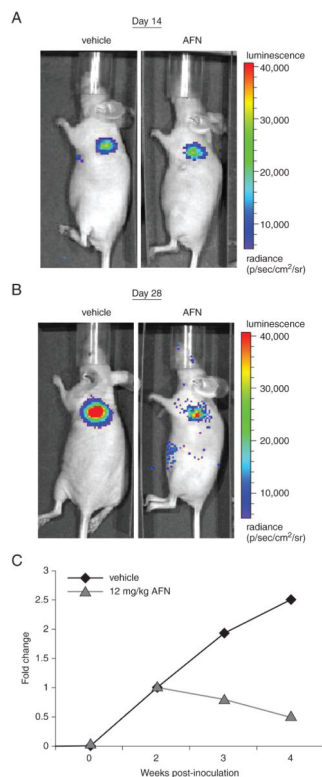 A
Day 14
vehicle
AFN
luminescence
40,000
30,000
20,000
10,000
radiance
(p/sec/cm²/sr)
B
Day 28
vehicle
AFN
luminescence
40,000
30,000
20,000
10,000
radiance
(p/sec/cm²/sr)
C
vehicle
12 mg/kg AFN
Fold change
3
2.5
2
1.5
1
0.5
0
0
2
3
4
Weeks post-inoculation